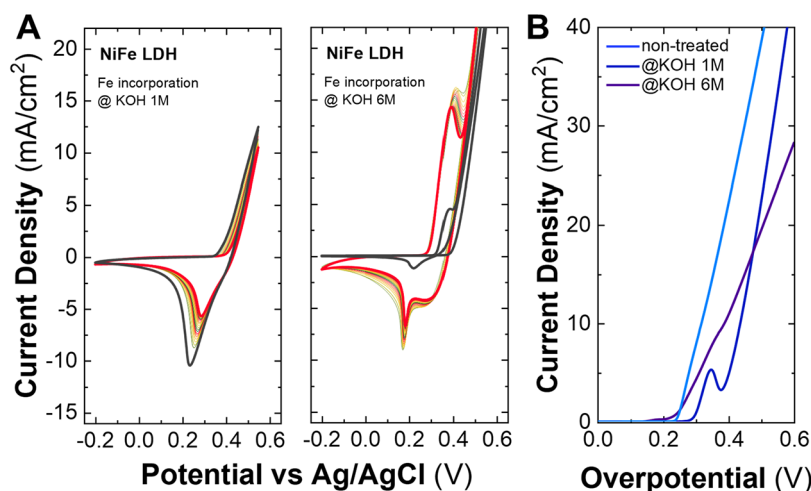 A
B
NiFe LDH
Fe incorporation
@ KOH 1M
NiFe LDH
Fe incorporation
@ KOH 6M
Current Density (mA/cm²)
20
15
10
5
0
-5
-10
-15
-0.2 0.0 0.2 0.4 0.6
-0.2 0.0 0.2 0.4 0.6
Potential vs Ag/AgCl (V)
non-treated
@KOH 1M
@KOH 6M
Current Density (mA/cm²)
40
30
20
10
0
0.0 0.2 0.4 0.6
Overpotential (V)